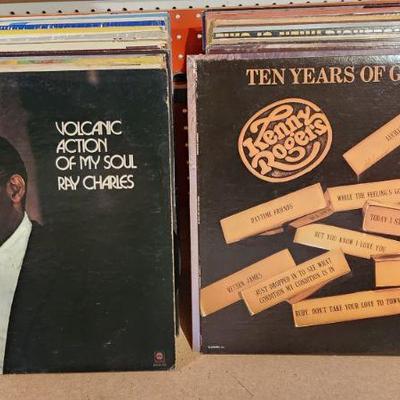 VOLCANIC
ACTION
OF MY SOUL
RAY CHARLES
TEN YEARS OF G
Kenny
Rogers
LUCILLE
DAYTIME FRIENDS
WHILE THE FEELING'S GO
TODAY I S
BUT YOU KNOW I LOVE YOU
REUBEN JAMES
JUST DROPPED IN TO SEE WHAT
CONDITION MY CONDITION IS IN
RUBY, DON'T TAKE YOUR LOVE TO TOWN